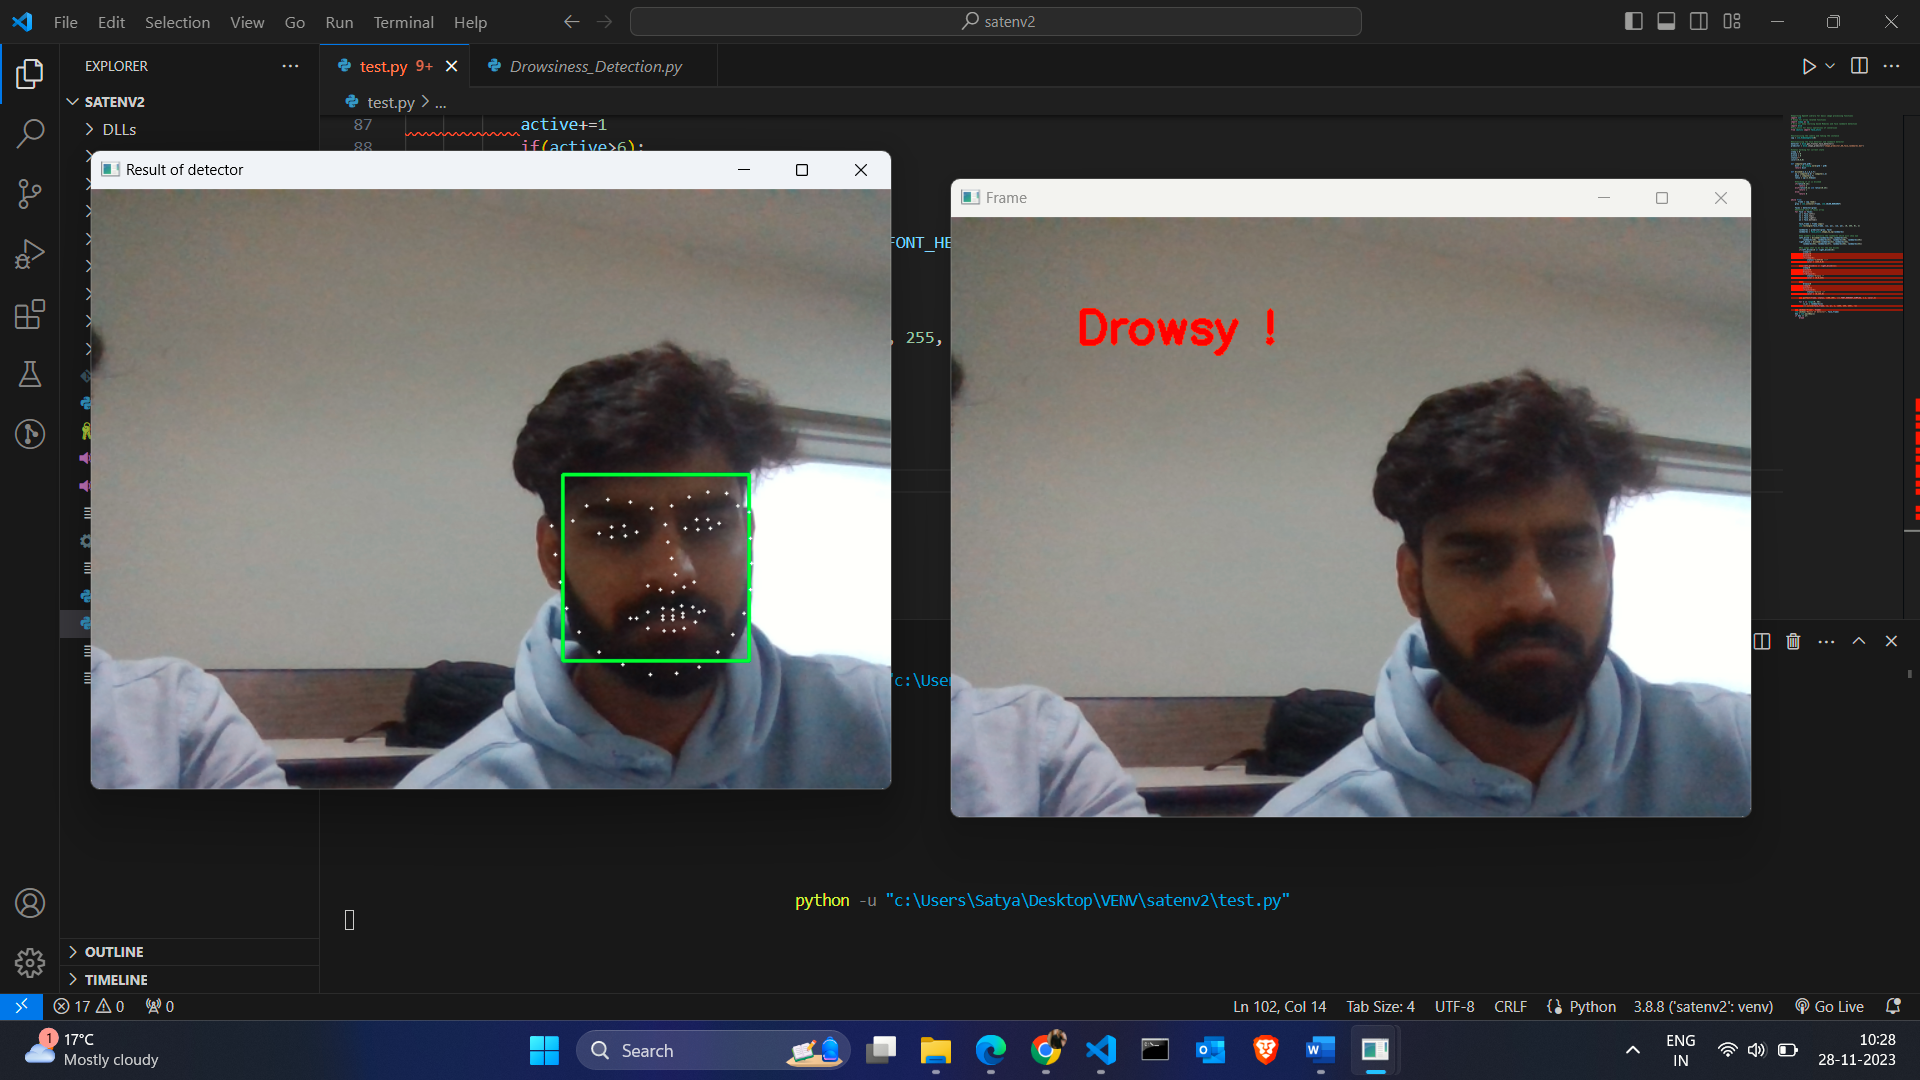 File Edit Selection View Go Run Terminal Help
satenv2
EXPLORER
SATENV2
DLLs
test.py 9+
Drowsiness_Detection.py
test.py > ...
87 active+=1
88 if(active>6):
Result of detector
Frame
FONT_HE
, 255,
Drowsy !
"c:\User
python -u "c:\Users\Satya\Desktop\VENV\satenv2\test.py"
OUTLINE
TIMELINE
17 0 0
Ln 102, Col 14 Tab Size: 4 UTF-8 CRLF Python 3.8.8 ('satenv2': venv) Go Live
1
17°C
Mostly cloudy
Search
ENG
IN
10:28
28-11-2023